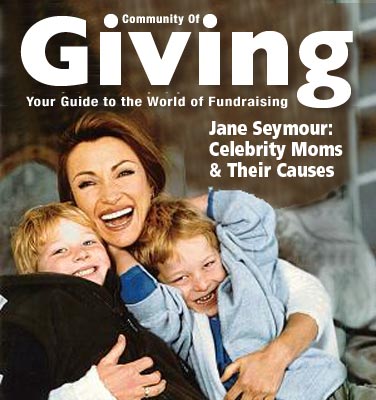 Community Of
Giving
Your Guide to the World of Fundraising
Jane Seymour:
Celebrity Moms
& Their Causes